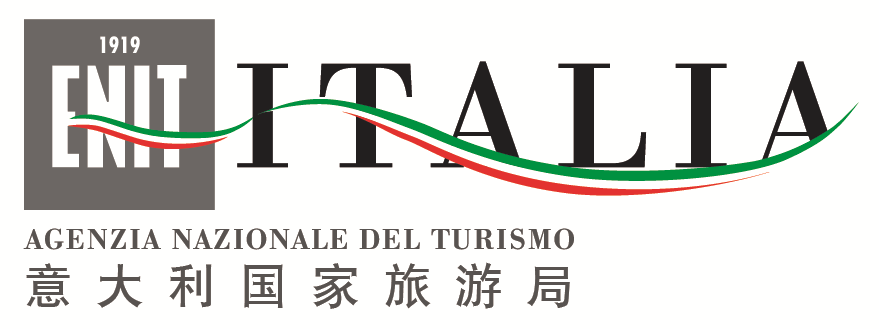 1919
ENIT ITALIA
AGENZIA NAZIONALE DEL TURISMO
意大利国家旅游局